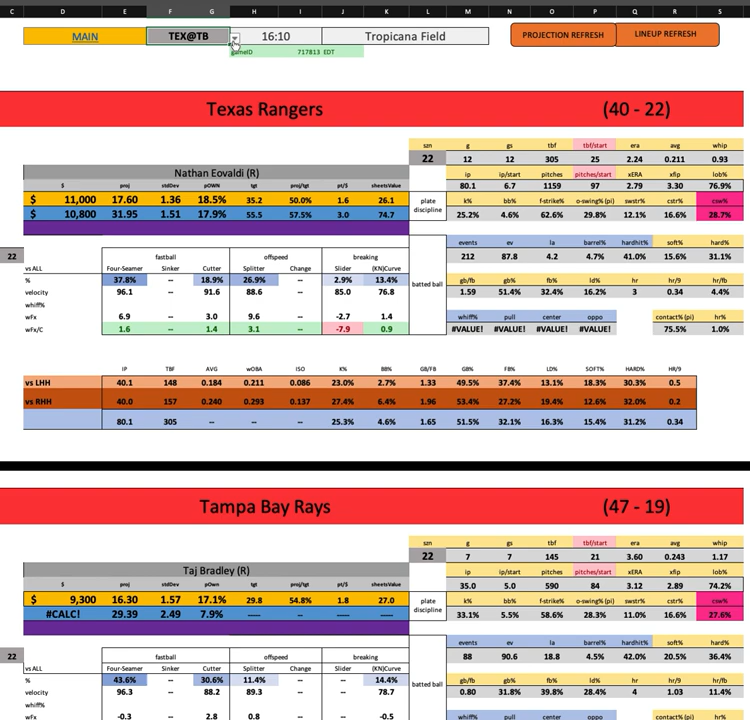 C D E F G H I J K L M N O P Q R S
MAIN TEX@TB 16:10 Tropicana Field PROJECTION REFRESH LINEUP REFRESH
717813 EDT
Texas Rangers (40 - 22)
szn g gs tbf tbf/start era avg whip
22 12 12 305 25 2.24 0.211 0.93
Nathan Eovaldi (R) ip ip/start pitches pitches/start xERA xfip lob%
$ proj stdDev pOWN tgt proj/tgt pt/$ sheetsValue 80.1 6.7 1159 97 2.79 3.30 76.9%
$ 11,000 17.60 1.36 18.5% 35.2 50.0% 1.6 26.1 plate discipline k% bb% f-strike% o-swing% (pi) swstr% cstr% csw%
$ 10,800 31.95 1.51 17.9% 55.5 57.5% 3.0 74.7 25.2% 4.6% 62.6% 29.8% 12.1% 16.6% 28.7%
events ev la barrel% hardhit% soft% hard%
22 fastball offspeed breaking 212 87.8 4.2 4.7% 41.0% 15.6% 31.1%
vs ALL Four-Seamer Sinker Cutter Splitter Change Slider (KN)Curve
% 37.8% 18.9% 26.9% 2.9% 13.4% batted ball gb/fb gb% fb% ld% hr hr/9 hr/fb
velocity 96.1 91.6 88.6 85.0 76.8 1.59 51.4% 32.4% 16.2% 3 0.34 4.4%
whiff%
wFx 6.9 3.0 9.6 -2.7 1.4 whiff% pull center oppo contact% (pi) hr%
wFx/C 1.6 1.4 3.1 -7.9 0.9 #VALUE! #VALUE! #VALUE! #VALUE! 75.5% 1.0%
IP TBF AVG wOBA ISO K% BB% GB/FB GB% FB% LD% SOFT% HARD% HR/9
vs LHH 40.1 148 0.184 0.211 0.086 23.0% 2.7% 1.33 49.5% 37.4% 13.1% 18.3% 30.3% 0.5
vs RHH 40.0 157 0.240 0.293 0.137 27.4% 6.4% 1.96 53.4% 27.2% 19.4% 12.6% 32.0% 0.2
80.1 305 -- -- -- 25.3% 4.6% 1.65 51.5% 32.1% 16.3% 15.4% 31.2% 0.34
Tampa Bay Rays (47 - 19)
szn g gs tbf tbf/start era avg whip
22 7 7 145 21 3.60 0.243 1.17
Taj Bradley (R) ip ip/start pitches pitches/start xERA xfip lob%
$ proj stdDev pOwn tgt proj/tgt pt/$ sheetsValue 35.0 5.0 590 84 3.12 2.89 74.2%
$ 9,300 16.30 1.57 17.1% 29.8 54.8% 1.8 27.0 plate discipline k% bb% f-strike% o-swing% (pi) swstr% cstr% csw%
#CALC! 29.39 2.49 7.9% ---- ---- -- ---- 33.1% 5.5% 58.6% 28.3% 11.0% 16.6% 27.6%
events ev la barrel% hardhit% soft% hard%
22 fastball offspeed breaking 88 90.6 18.8 4.5% 42.0% 20.5% 36.4%
vs ALL Four-Seamer Sinker Cutter Splitter Change Slider (KN)Curve
% 43.6% 30.6% 11.4% 14.4% batted ball gb/fb gb% fb% ld% hr hr/9 hr/fb
velocity 96.3 88.2 89.3 78.7 0.80 31.8% 39.8% 28.4% 4 1.03 11.4%
whiff%
wFx -0.3 2.8 0.8 -0.5 whiff% pull center oppo contact% (pi) hr%